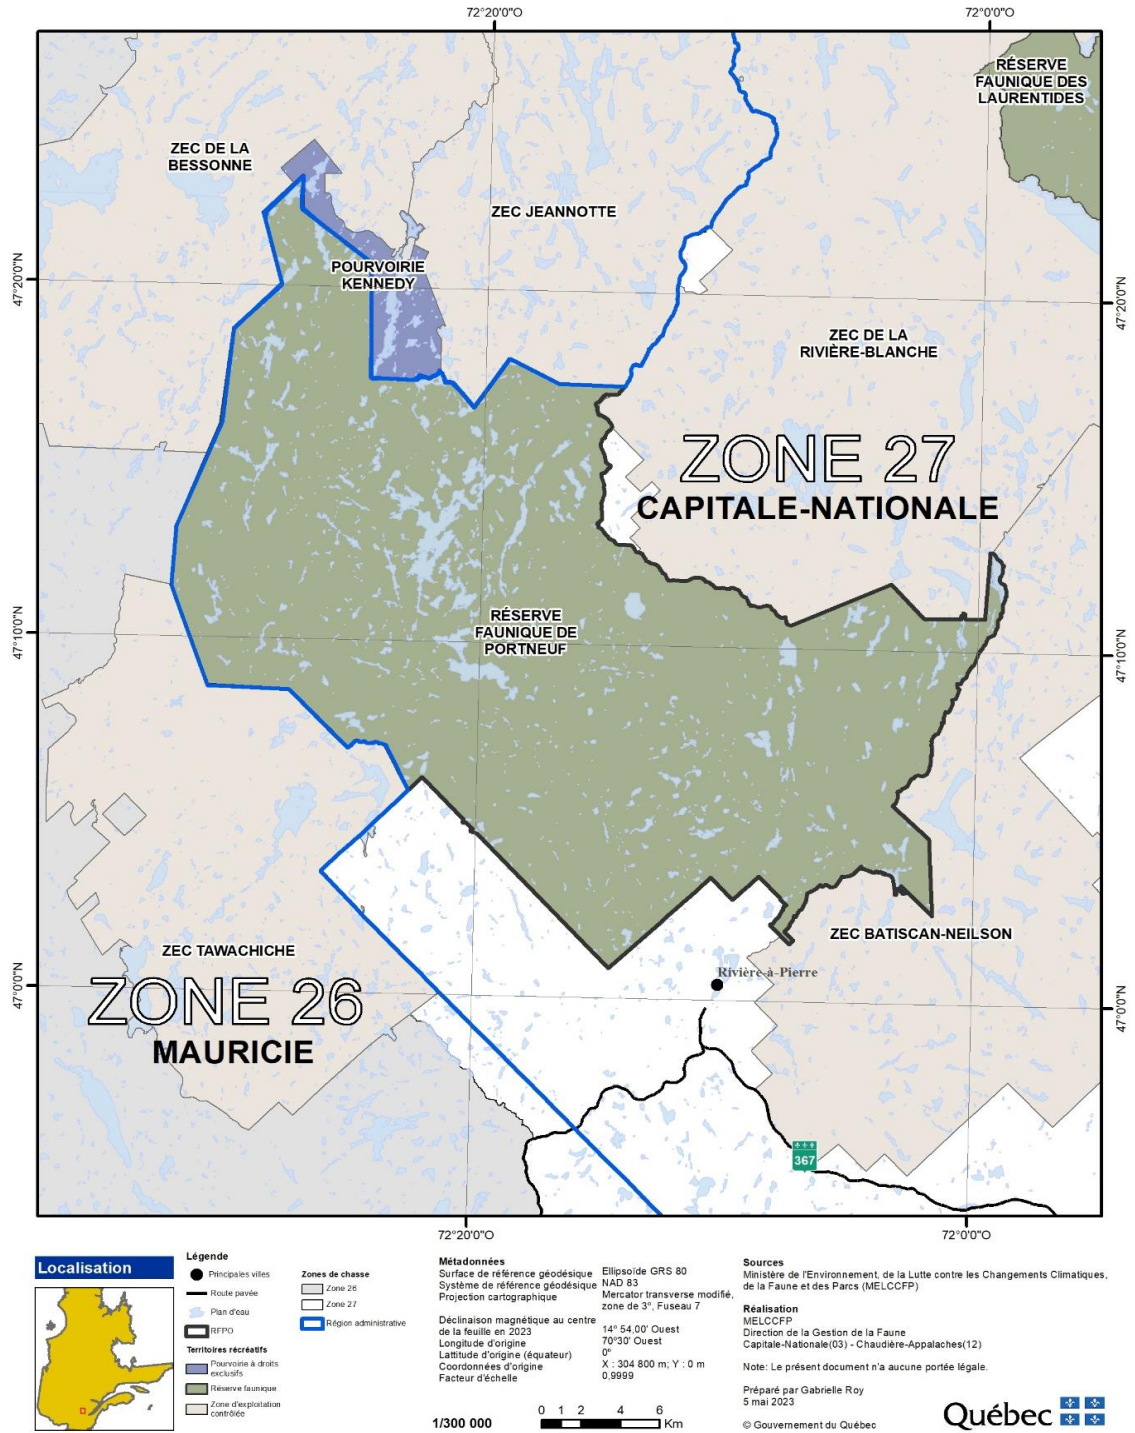 72°20'0"O
72°0'0"O
RÉSERVE
FAUNIQUE DES
LAURENTIDES
ZEC DE LA
BESSONNE
ZEC JEANNOTTE
POURVOIRIE
KENNEDY
47°20'0"N
47°20'0"N
ZEC DE LA
RIVIÈRE-BLANCHE
ZONE 27
CAPITALE-NATIONALE
RÉSERVE
FAUNIQUE DE
PORTNEUF
47°10'0"N
47°10'0"N
ZEC BATISCAN-NEILSON
ZEC TAWACHICHE
Rivière-à-Pierre
ZONE 26
MAURICIE
47°0'0"N
47°0'0"N
367
72°20'0"O
72°0'0"O
Localisation
Légende
Principales villes
Route pavée
Plan d'eau
RFPO
Territoires récréatifs
Pourvoirie à droits
exclusifs
Réserve faunique
Zone d'exploitation
contrôlée
Zones de chasse
Zone 26
Zone 27
Région administrative
Métadonnées
Surface de référence géodésique Ellipsoïde GRS 80
Système de référence géodésique NAD 83
Projection cartographique Mercator transverse modifié,
zone de 3°, Fuseau 7
Déclinaison magnétique au centre
de la feuille en 2023 14° 54,00' Ouest
Longitude d'origine 70°30' Ouest
Lattitude d'origine (équateur) 0°
Coordonnées d'origine X : 304 800 m; Y : 0 m
Facteur d'échelle 0,9999
1/300 000
0 1 2 4 6
Km
Sources
Ministère de l'Environnement, de la Lutte contre les Changements Climatiques,
de la Faune et des Parcs (MELCCFP)
Réalisation
MELCCFP
Direction de la Gestion de la Faune
Capitale-Nationale(03) - Chaudière-Appalaches(12)
Note: Le présent document n'a aucune portée légale.
Préparé par Gabrielle Roy
5 mai 2023
© Gouvernement du Québec
Québec